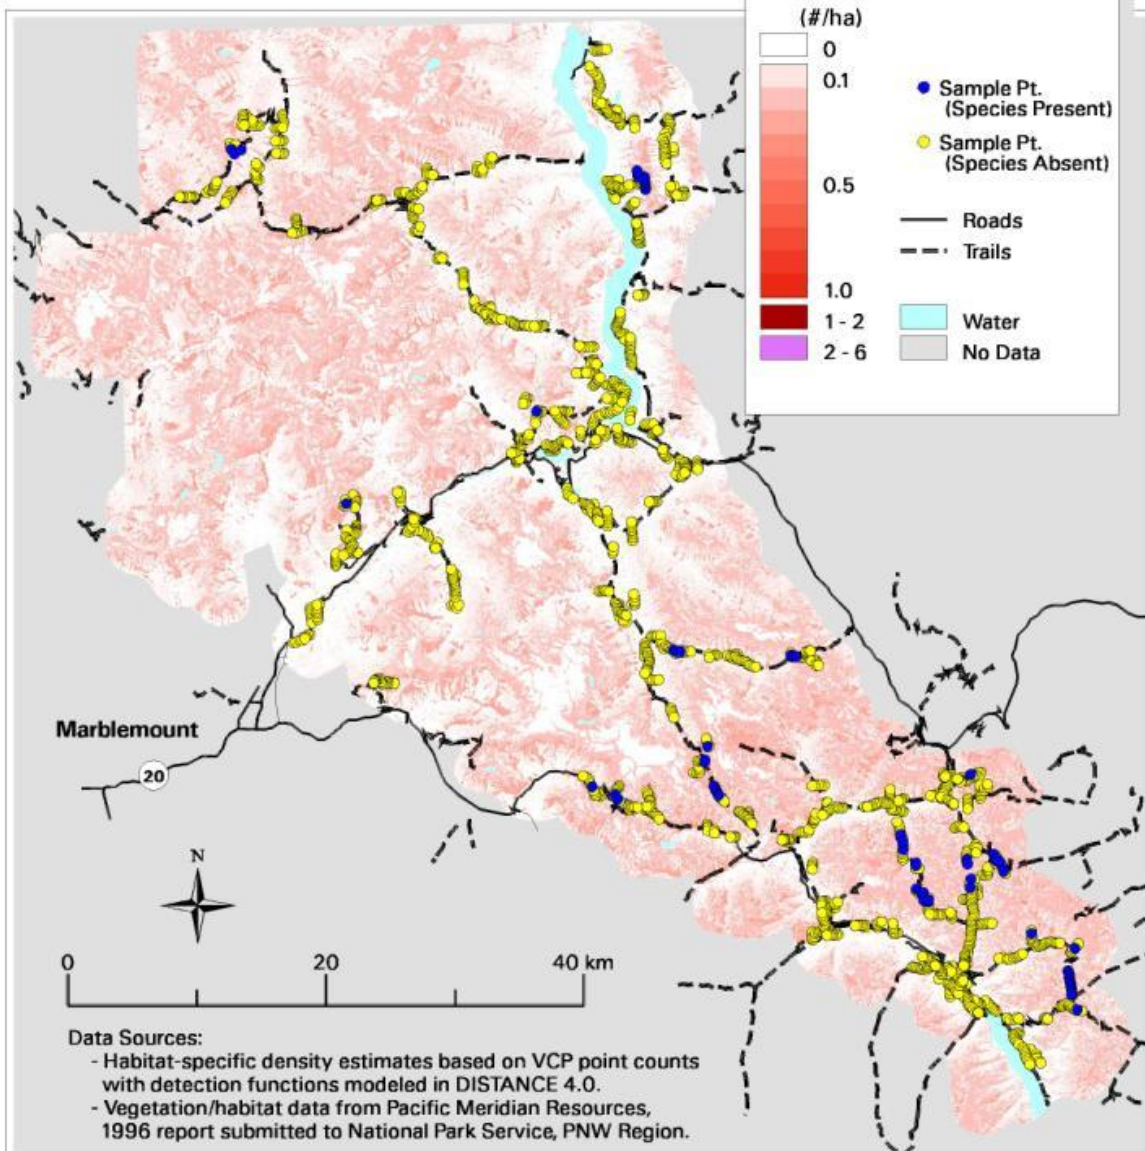 (#/ha)
0
0.1
0.5
1.0
1 - 2
2 - 6
Sample Pt.
(Species Present)
Sample Pt.
(Species Absent)
Roads
Trails
Water
No Data
Marblemount
20
N
0 20 40 km
Data Sources:
- Habitat-specific density estimates based on VCP point counts
with detection functions modeled in DISTANCE 4.0.
- Vegetation/habitat data from Pacific Meridian Resources,
1996 report submitted to National Park Service, PNW Region.